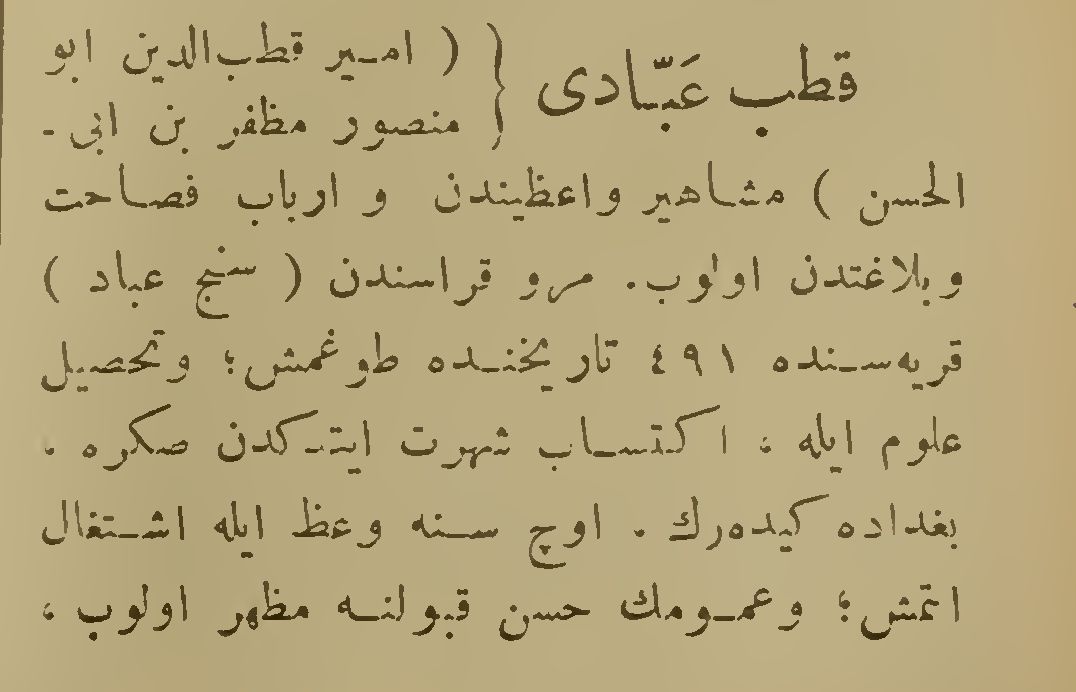 قطب عَبّادی { ( امیر قطب‌الدین ابو
منصور مظفر بن ابی -
الحسن ) مشاهیر واعظیندن و ارباب فصاحت
وبلاغتدن اولوب. مرو قراسندن ( سنج عباد )
قریه‌سنده ٤٩١ تاریخنده طوغمش؛ وتحصیل
علوم ایله ، اکتساب شهرت ایتدکدن صکره ،
بغداده کیده‌رك . اوچ سنه وعظ ایله اشتغال
اتمش؛ وعمومك حسن قبولنه مظهر اولوب ،